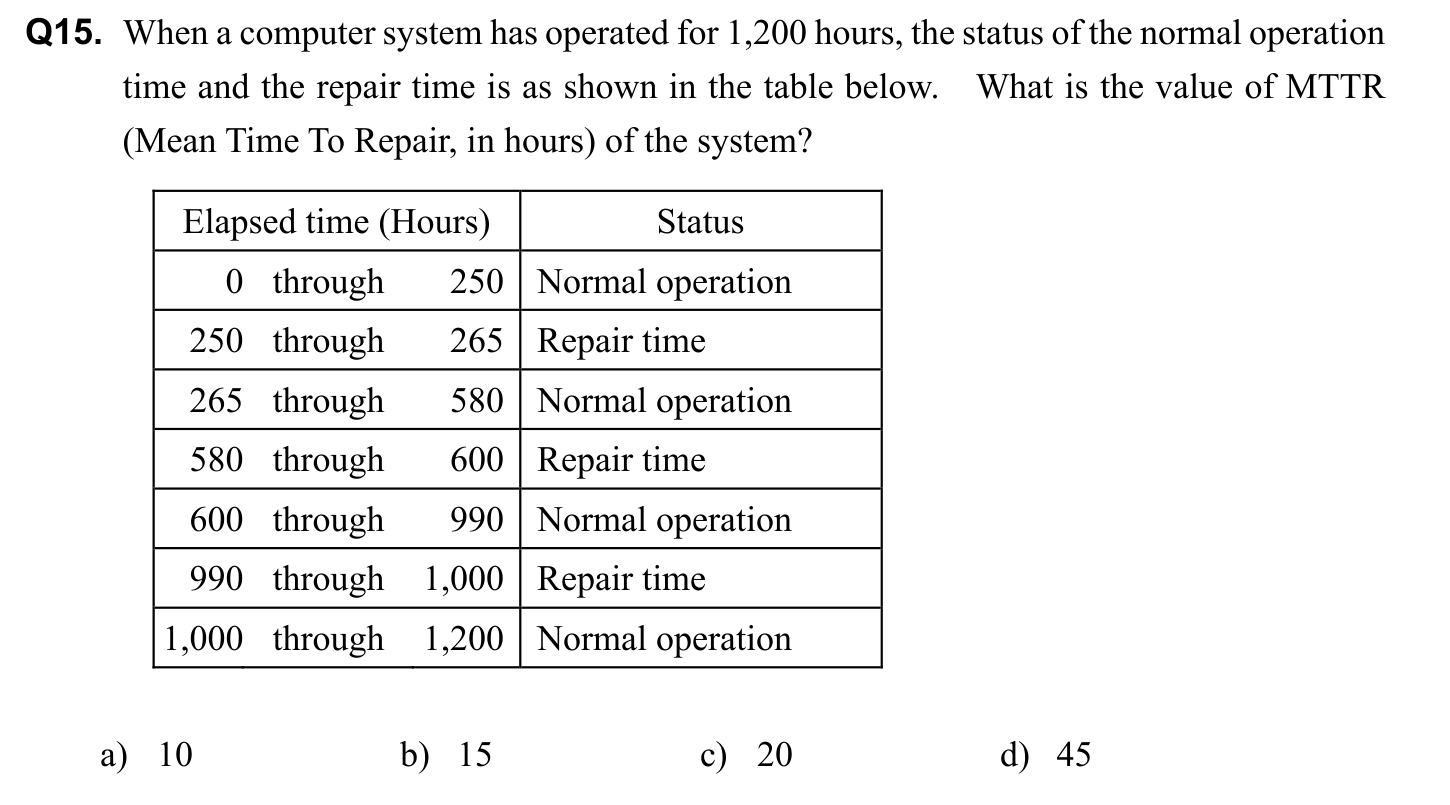 Q15. When a computer system has operated for 1,200 hours, the status of the normal operation
time and the repair time is as shown in the table below. What is the value of MTTR
(Mean Time To Repair, in hours) of the system?
Elapsed time (Hours) Status
0 through 250 Normal operation
250 through 265 Repair time
265 through 580 Normal operation
580 through 600 Repair time
600 through 990 Normal operation
990 through 1,000 Repair time
1,000 through 1,200 Normal operation
a) 10 b) 15 c) 20 d) 45